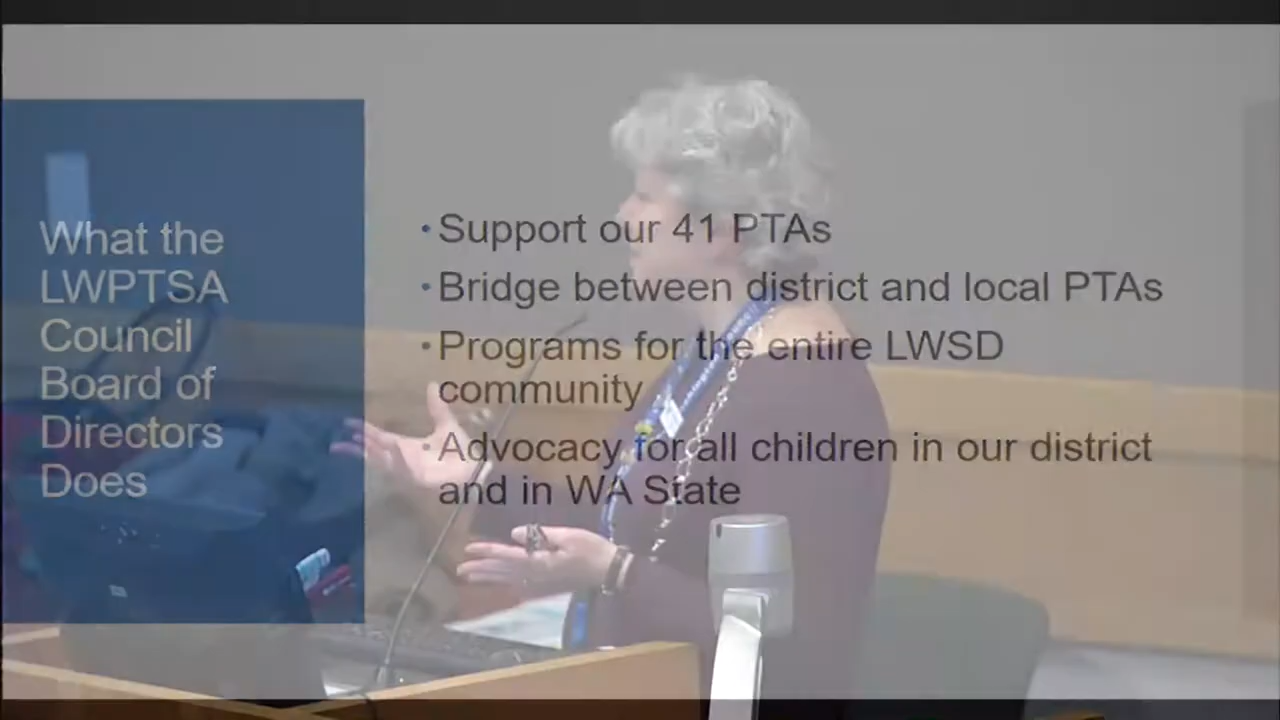 What the
LWPTSA
Council
Board of
Directors
Does
• Support our 41 PTAs
• Bridge between district and local PTAs
• Programs for the entire LWSD
community
• Advocacy for all children in our district
and in WA State